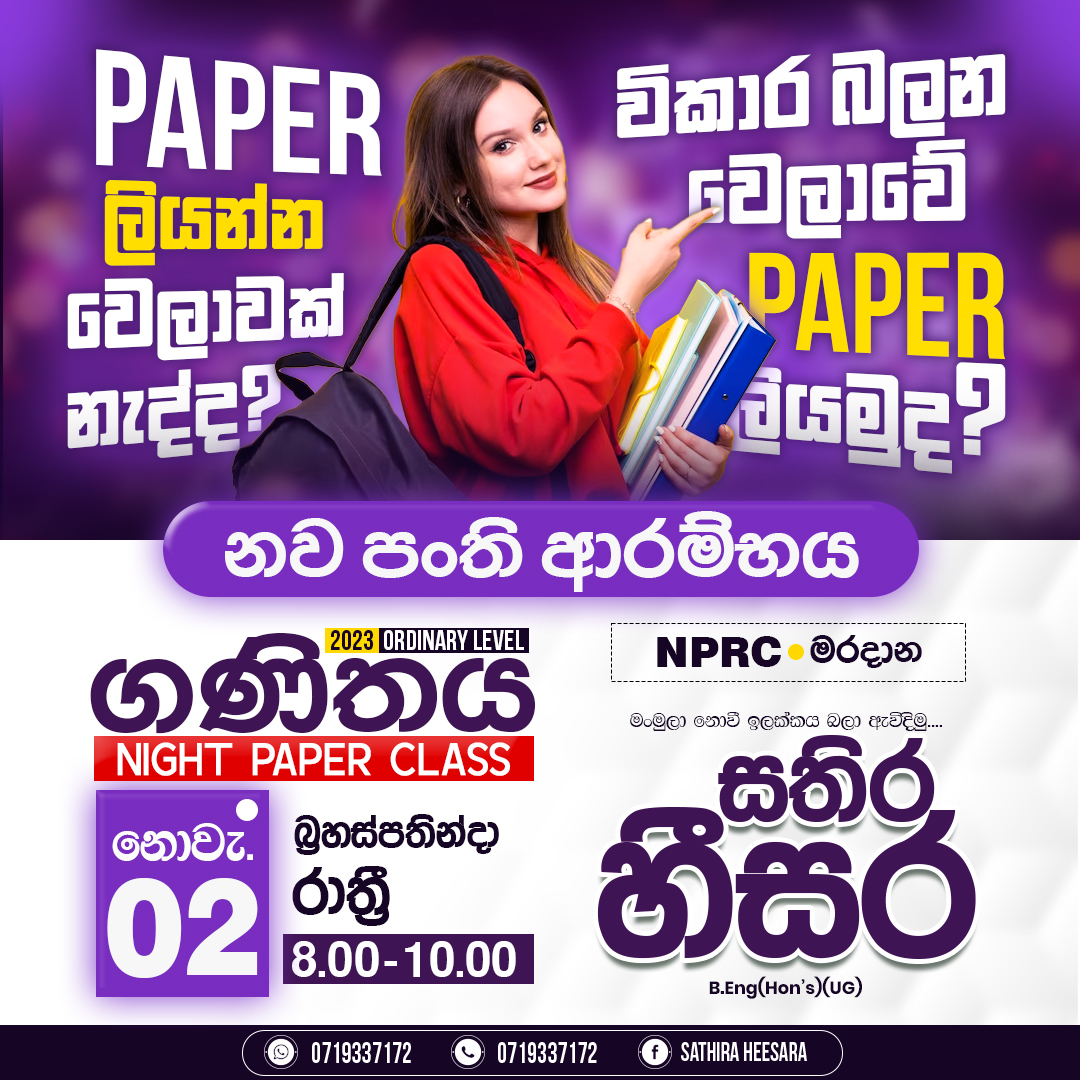 PAPER
ලියන්න
වෙලාවක්
නැද්ද?
විකාර බලන
වෙලාවේ
PAPER
ලියමුද?
නව පංති ආරම්භය
2023 ORDINARY LEVEL
ගණිතය
NIGHT PAPER CLASS
නොවැ.
02
බ්‍රහස්පතින්දා
රාත්‍රී
8.00-10.00
NPRC • මරදාන
මංමුලා නොවී ඉලක්කය බලා ඇවිදිමු....
සතිර
හීසර
B.Eng(Hon's)(UG)
0719337172 0719337172 SATHIRA HEESARA